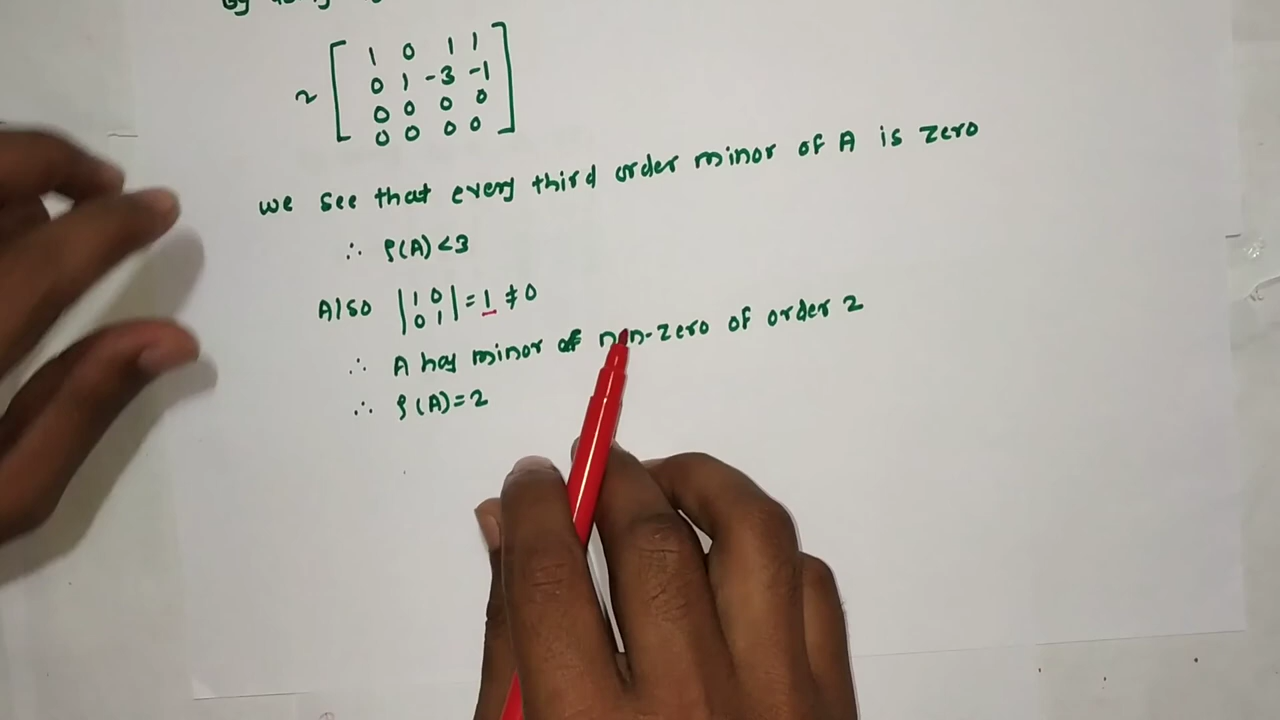 By
2 [ 1 0 1 1
0 1 -3 -1
0 0 0 0
0 0 0 0 ]
we see that every third order minor of A is zero
∴ ρ(A) < 3
Also | 1 0
0 1 | = 1 ≠ 0
∴ A has minor of non-zero of order 2
∴ ρ(A) = 2